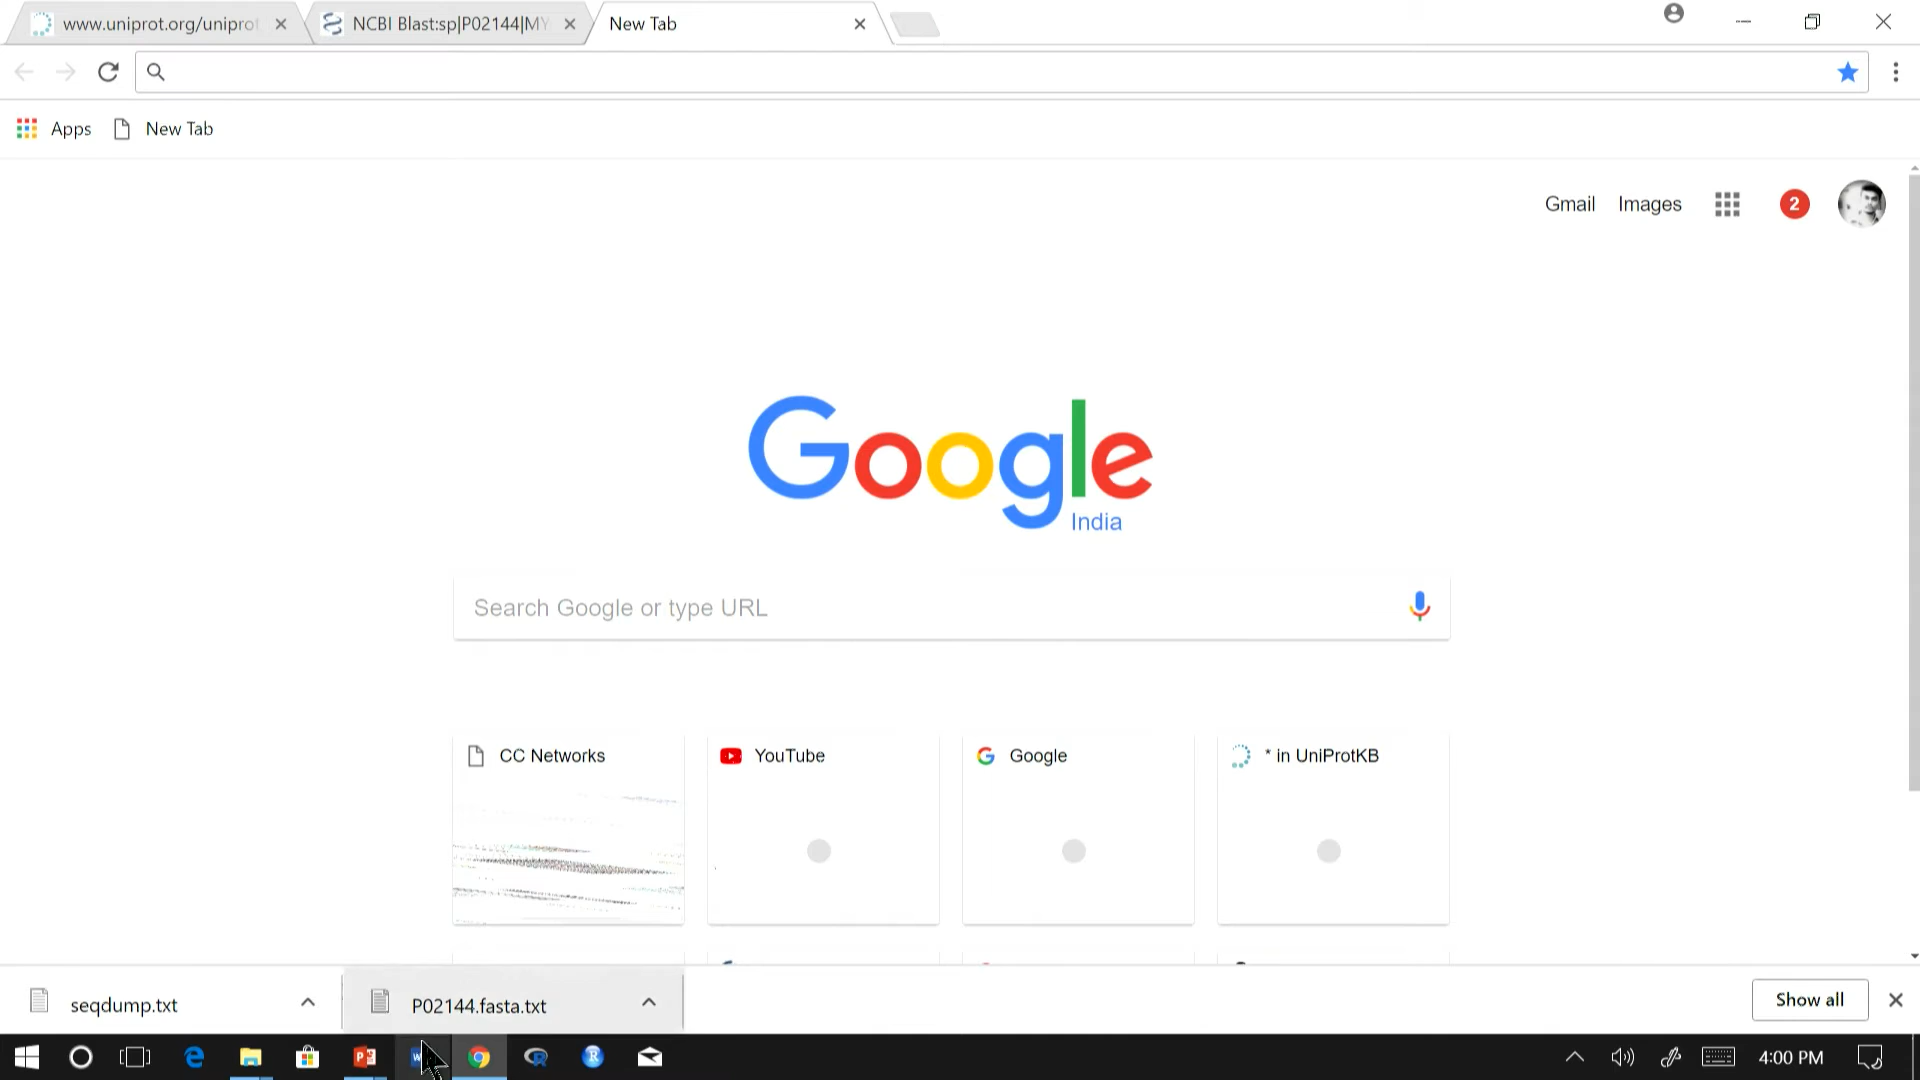 www.uniprot.org/uniprot
NCBI Blast:sp|P02144|MY
New Tab
Apps
New Tab
Gmail
Images
2
Google
India
Search Google or type URL
CC Networks
YouTube
Google
* in UniProtKB
seqdump.txt
P02144.fasta.txt
Show all
4:00 PM